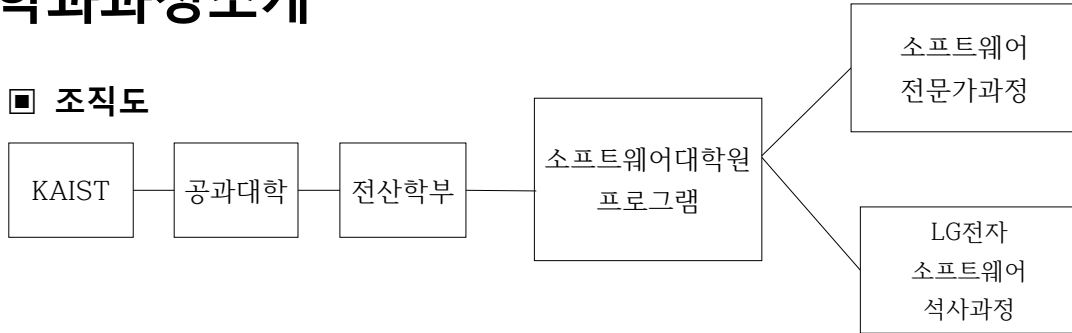 학과과정소개
▣ 조직도
KAIST
공과대학
전산학부
소프트웨어대학원
프로그램
소프트웨어
전문가과정
LG전자
소프트웨어
석사과정